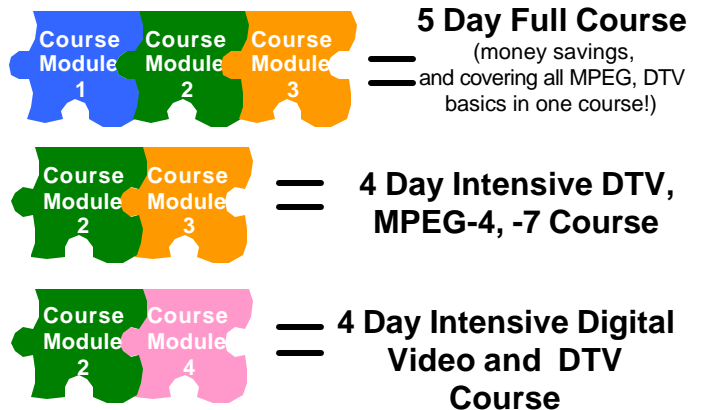 Course Module 1
Course Module 2
Course Module 3
5 Day Full Course
(money savings,
and covering all MPEG, DTV
basics in one course!)
Course Module 2
Course Module 3
4 Day Intensive DTV,
MPEG-4, -7 Course
Course Module 2
Course Module 4
4 Day Intensive Digital
Video and DTV
Course